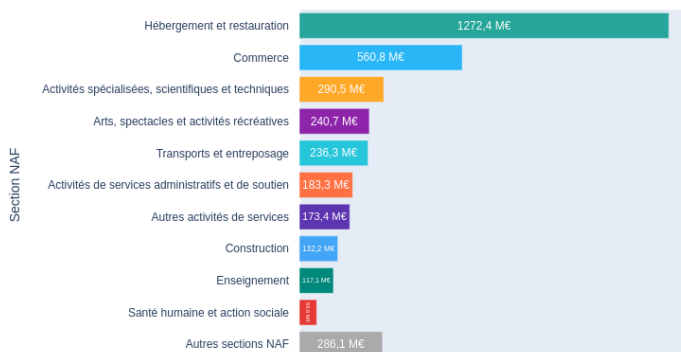 Section NAF
Hébergement et restauration 1272,4 M€
Commerce 560,8 M€
Activités spécialisées, scientifiques et techniques 290,5 M€
Arts, spectacles et activités récréatives 240,7 M€
Transports et entreposage 236,3 M€
Activités de services administratifs et de soutien 183,3 M€
Autres activités de services 173,4 M€
Construction 132,2 M€
Enseignement 117,1 M€
Santé humaine et action sociale
Autres sections NAF 286,1 M€